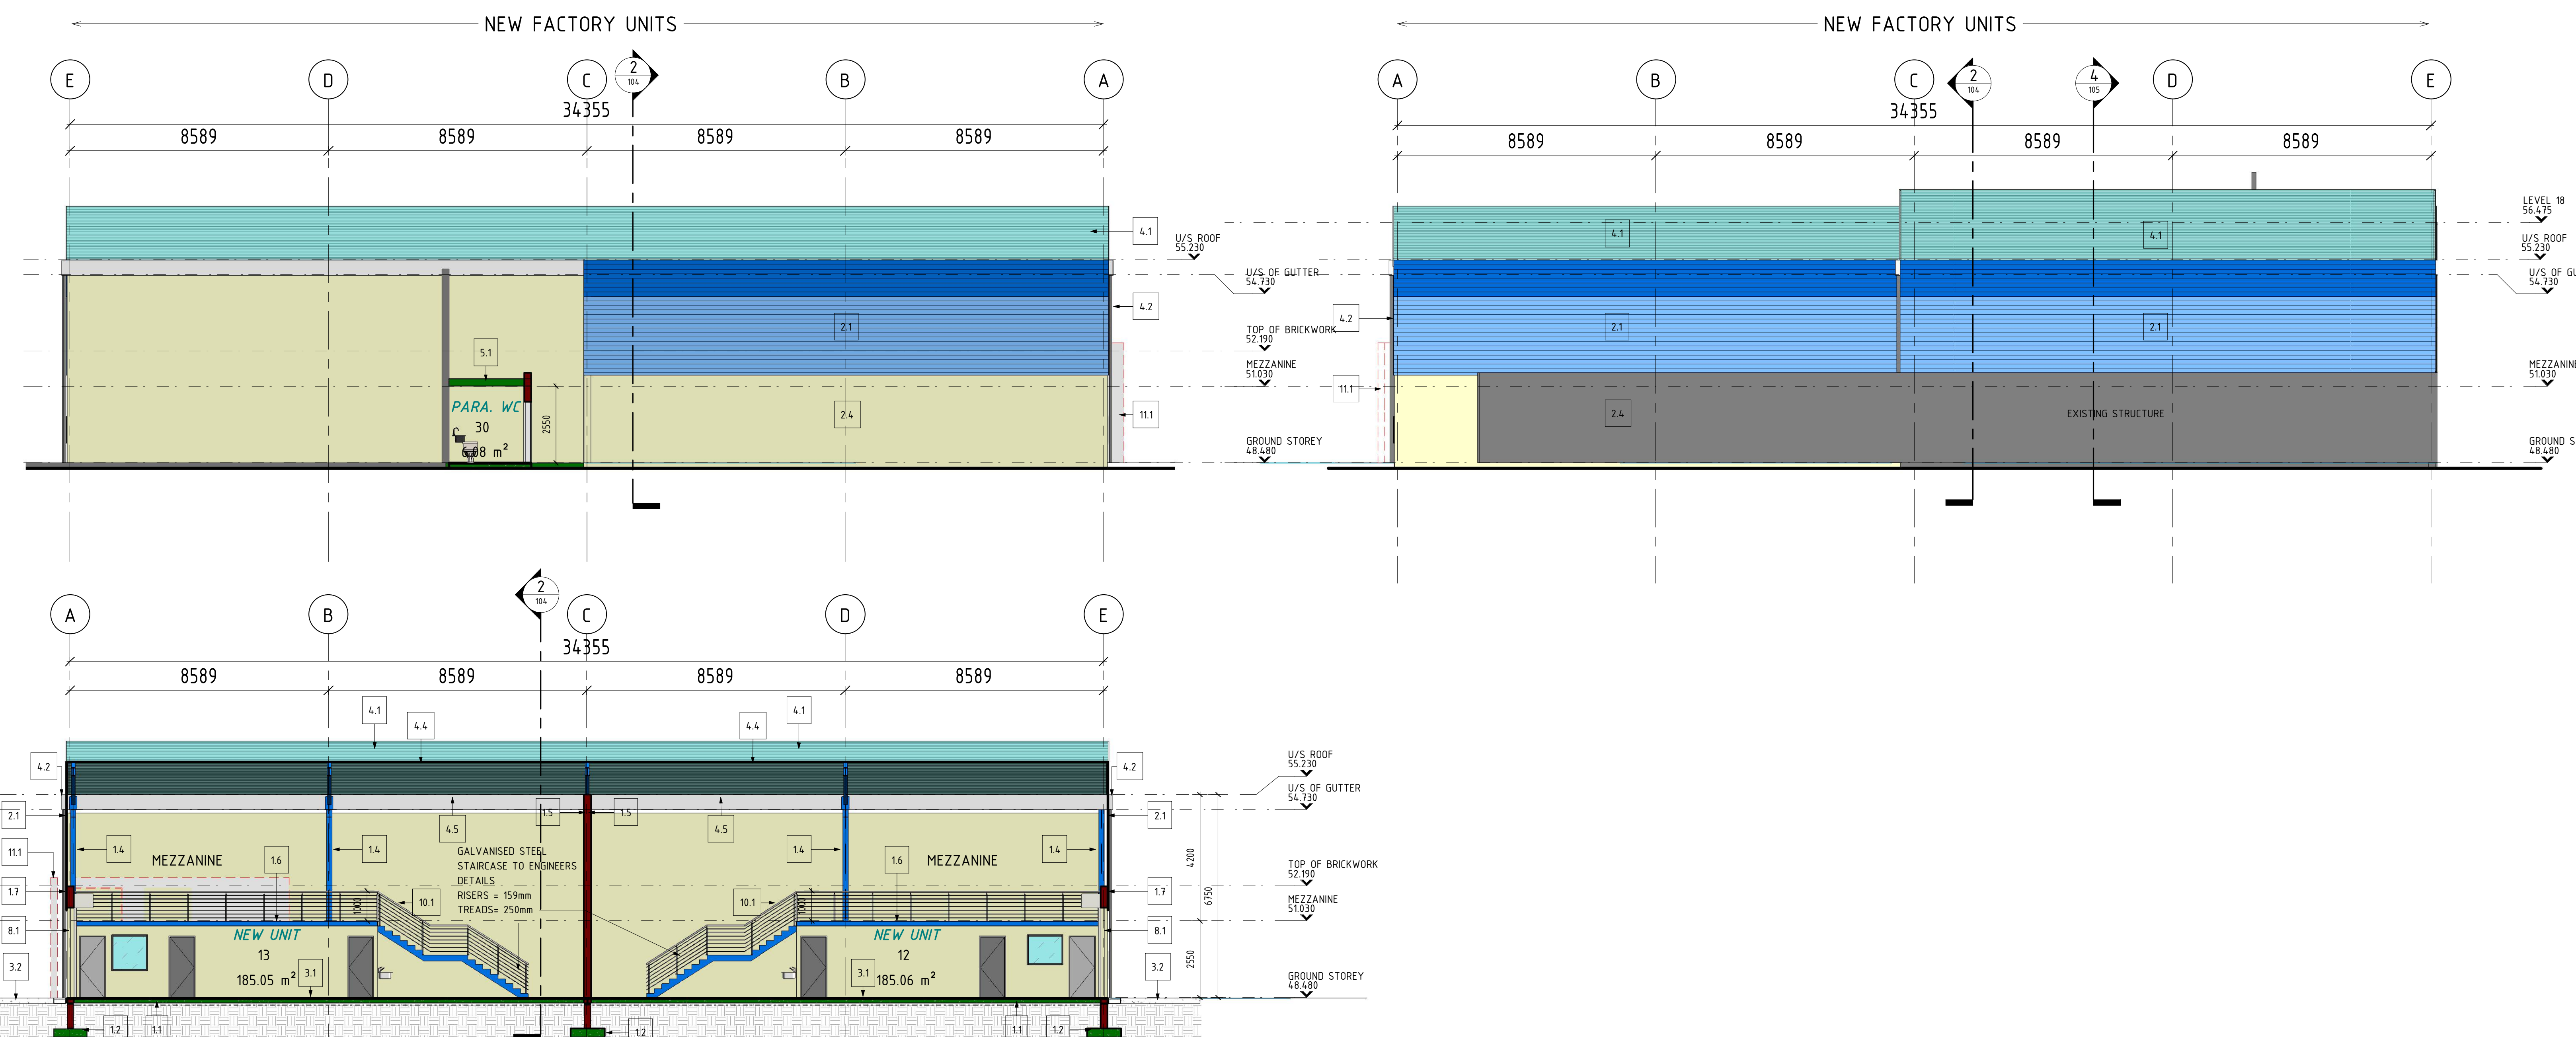 NEW FACTORY UNITS
E D C 2 104 B A
34355
8589 8589 8589 8589
4.1
U/S ROOF
55.230
U/S OF GUTTER
54.730
4.2
2.1
TOP OF BRICKWORK
52.190
5.1
MEZZANINE
51.030
PARA. WC
30
2550
2.4
11.1
GROUND STOREY
48.480
NEW FACTORY UNITS
A B C 2 104 4 105 D E
34355
8589 8589 8589 8589
LEVEL 18
56.475
4.1 4.1
U/S ROOF
55.230
U/S OF GU
54.730
4.2
2.1 2.1
MEZZANINE
51.030
11.1
2.4
EXISTING STRUCTURE
GROUND S
48.480
A B 2 104 C D E
34355
8589 8589 8589 8589
4.1 4.4 4.4 4.1
4.2 4.2
U/S ROOF
55.230
U/S OF GUTTER
54.730
2.1 1.5 1.5 2.1
4.5 4.5
1.4 1.4 1.4 1.4
11.1
MEZZANINE 1.6
GALVANISED STEEL
STAIRCASE TO ENGINEERS
DETAILS
RISERS = 159mm
TREADS= 250mm
1.6 MEZZANINE
4200
6750
TOP OF BRICKWORK
52.190
1.7 1.7
1000 10.1 10.1 1000
MEZZANINE
51.030
8.1 8.1
NEW UNIT
13
185.05 m²
3.1
NEW UNIT
12
185.06 m²
3.1
2550
3.2 3.2
GROUND STOREY
48.480
1.2 1.1 1.2 1.1 1.2